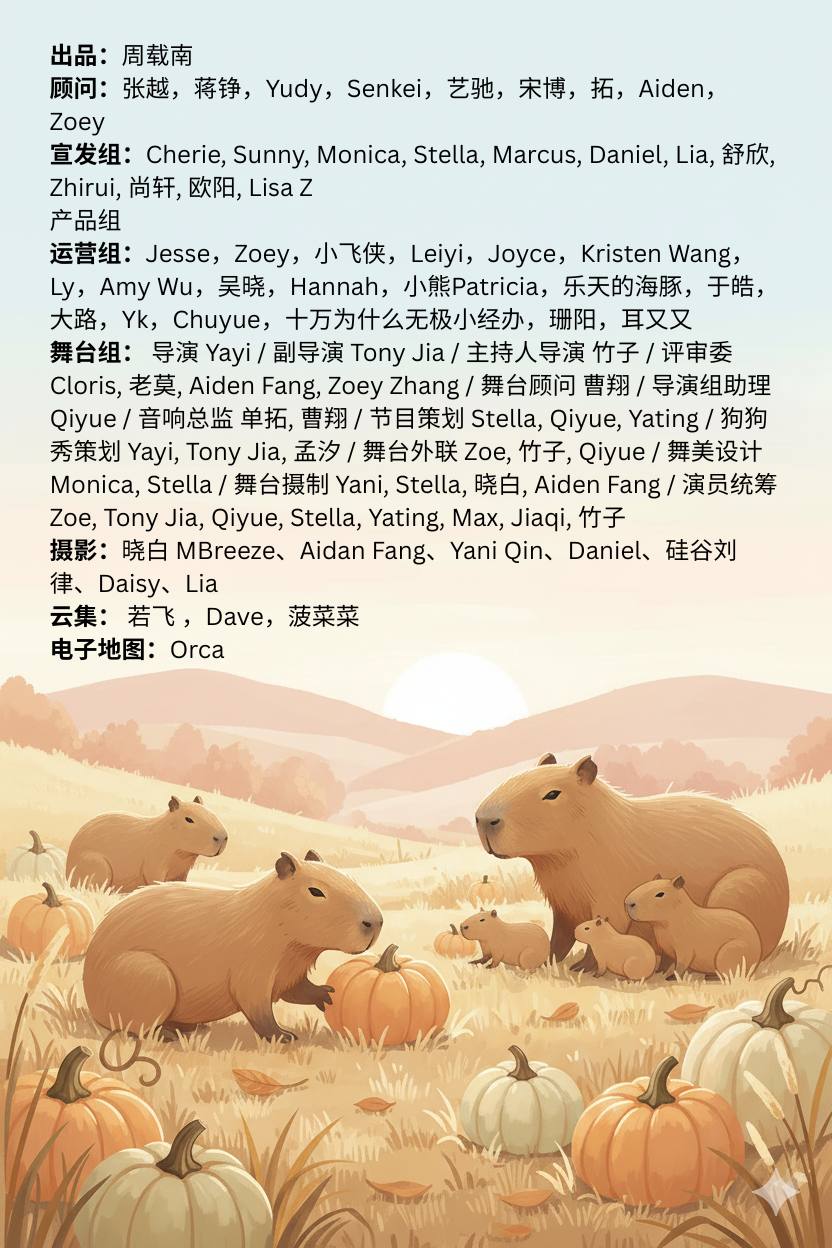 出品：周载南
顾问：张越，蒋铮，Yudy，Senkei，艺驰，宋博，拓，Aiden，
Zoey
宣发组：Cherie, Sunny, Monica, Stella, Marcus, Daniel, Lia, 舒欣,
Zhirui, 尚轩, 欧阳, Lisa Z
产品组
运营组：Jesse，Zoey，小飞侠，Leiyi，Joyce，Kristen Wang，
Ly，Amy Wu，吴晓，Hannah，小熊Patricia，乐天的海豚，于皓，
大路，Yk，Chuyue，十万为什么无极小经办，珊阳，耳又又
舞台组： 导演 Yayi / 副导演 Tony Jia / 主持人导演 竹子 / 评审委
Cloris, 老莫, Aiden Fang, Zoey Zhang / 舞台顾问 曹翔 / 导演组助理
Qiyue / 音响总监 单拓, 曹翔 / 节目策划 Stella, Qiyue, Yating / 狗狗
秀策划 Yayi, Tony Jia, 孟汐 / 舞台外联 Zoe, 竹子, Qiyue / 舞美设计
Monica, Stella / 舞台摄制 Yani, Stella, 晓白, Aiden Fang / 演员统筹
Zoe, Tony Jia, Qiyue, Stella, Yating, Max, Jiaqi, 竹子
摄影：晓白 MBreeze、Aidan Fang、Yani Qin、Daniel、硅谷刘
律、Daisy、Lia
云集： 若飞 ，Dave，菠菜菜
电子地图：Orca